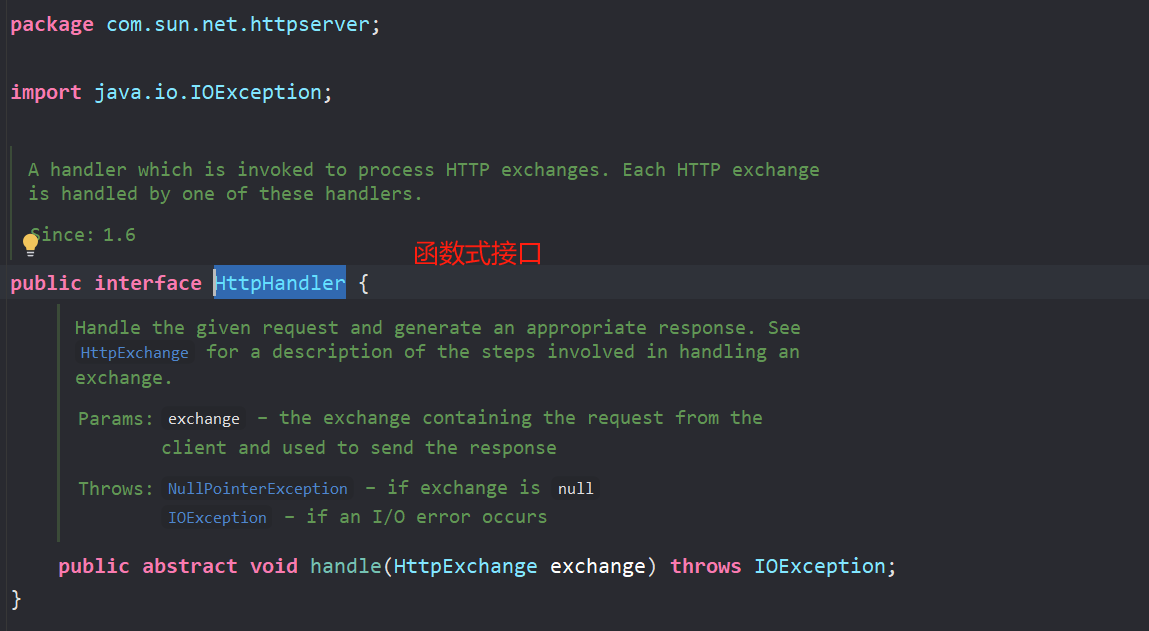 package com.sun.net.httpserver;
import java.io.IOException;
A handler which is invoked to process HTTP exchanges. Each HTTP exchange
is handled by one of these handlers.
Since: 1.6
函数式接口
public interface HttpHandler {
Handle the given request and generate an appropriate response. See
HttpExchange for a description of the steps involved in handling an
exchange.
Params: exchange – the exchange containing the request from the
client and used to send the response
Throws: NullPointerException – if exchange is null
IOException – if an I/O error occurs
public abstract void handle(HttpExchange exchange) throws IOException;
}